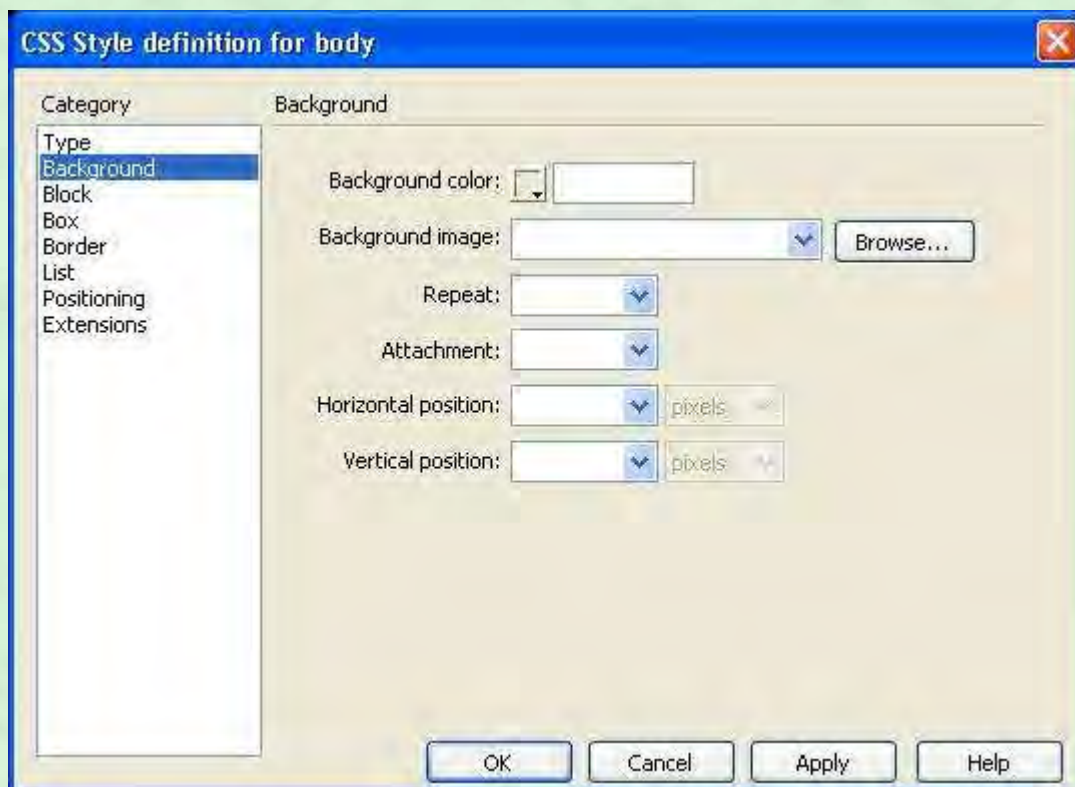 CSS Style definition for body
Category
Background
Type
Background
Block
Box
Border
List
Positioning
Extensions
Background color:
Background image:
Browse...
Repeat:
Attachment:
Horizontal position:
pixels
Vertical position:
pixels
OK
Cancel
Apply
Help